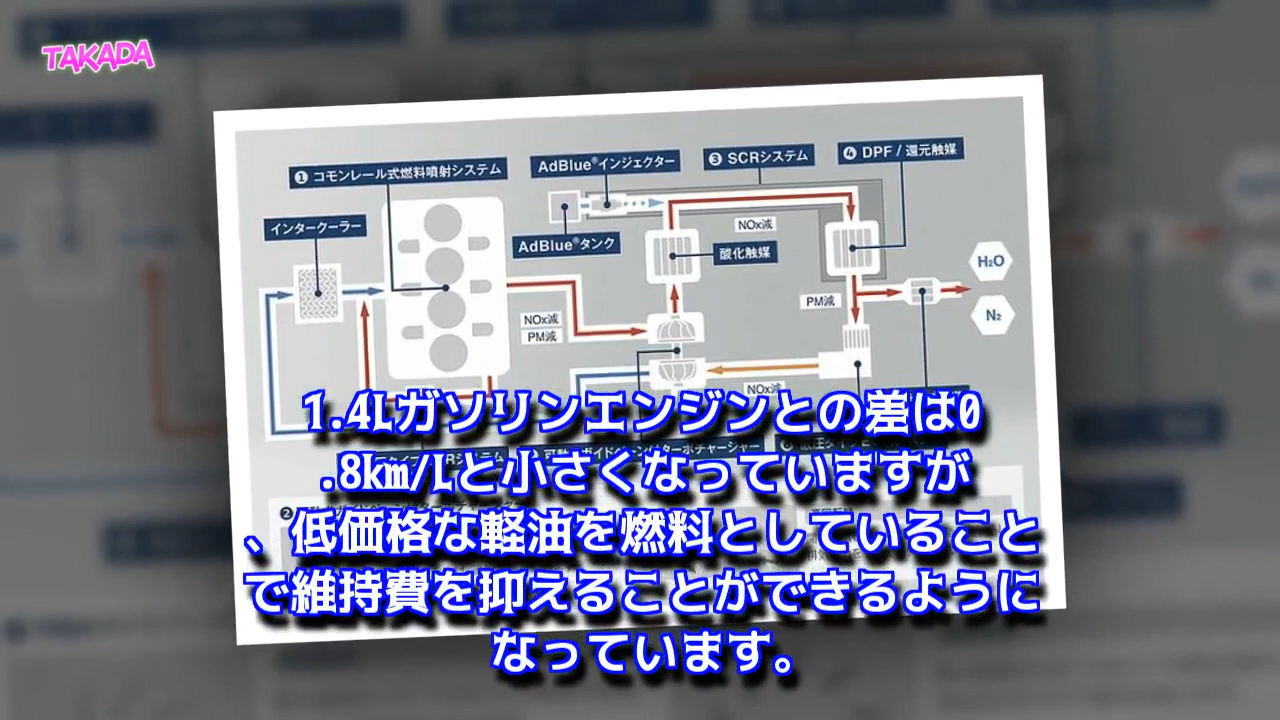 TAKADA
❶ コモンレール式燃料噴射システム
AdBlue®インジェクター
❸ SCRシステム
❹ DPF / 還元触媒
インタークーラー
AdBlue®タンク
NOx減
酸化触媒
H₂O
NOx減
PM減
PM減
N₂
NOx減
1.4Lガソリンエンジンとの差は0
.8km/Lと小さくなっていますが
、低価格な軽油を燃料としていること
で維持費を抑えることができるように
なっています。